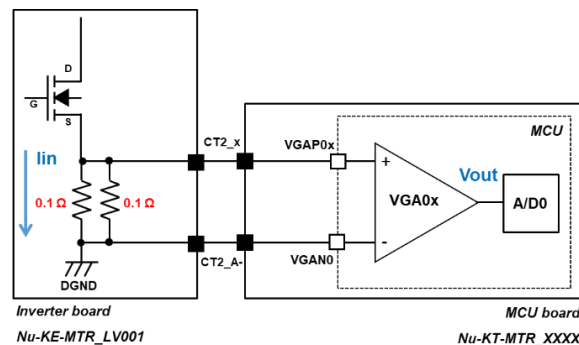 D
G
S
Iin
0.1 Ω
0.1 Ω
DGND
CT2_x
CT2_A-
VGAP0x
VGAN0
MCU
+
VGA0x
-
Vout
A/D0
Inverter board
Nu-KE-MTR_LV001
MCU board
Nu-KT-MTR_XXXX